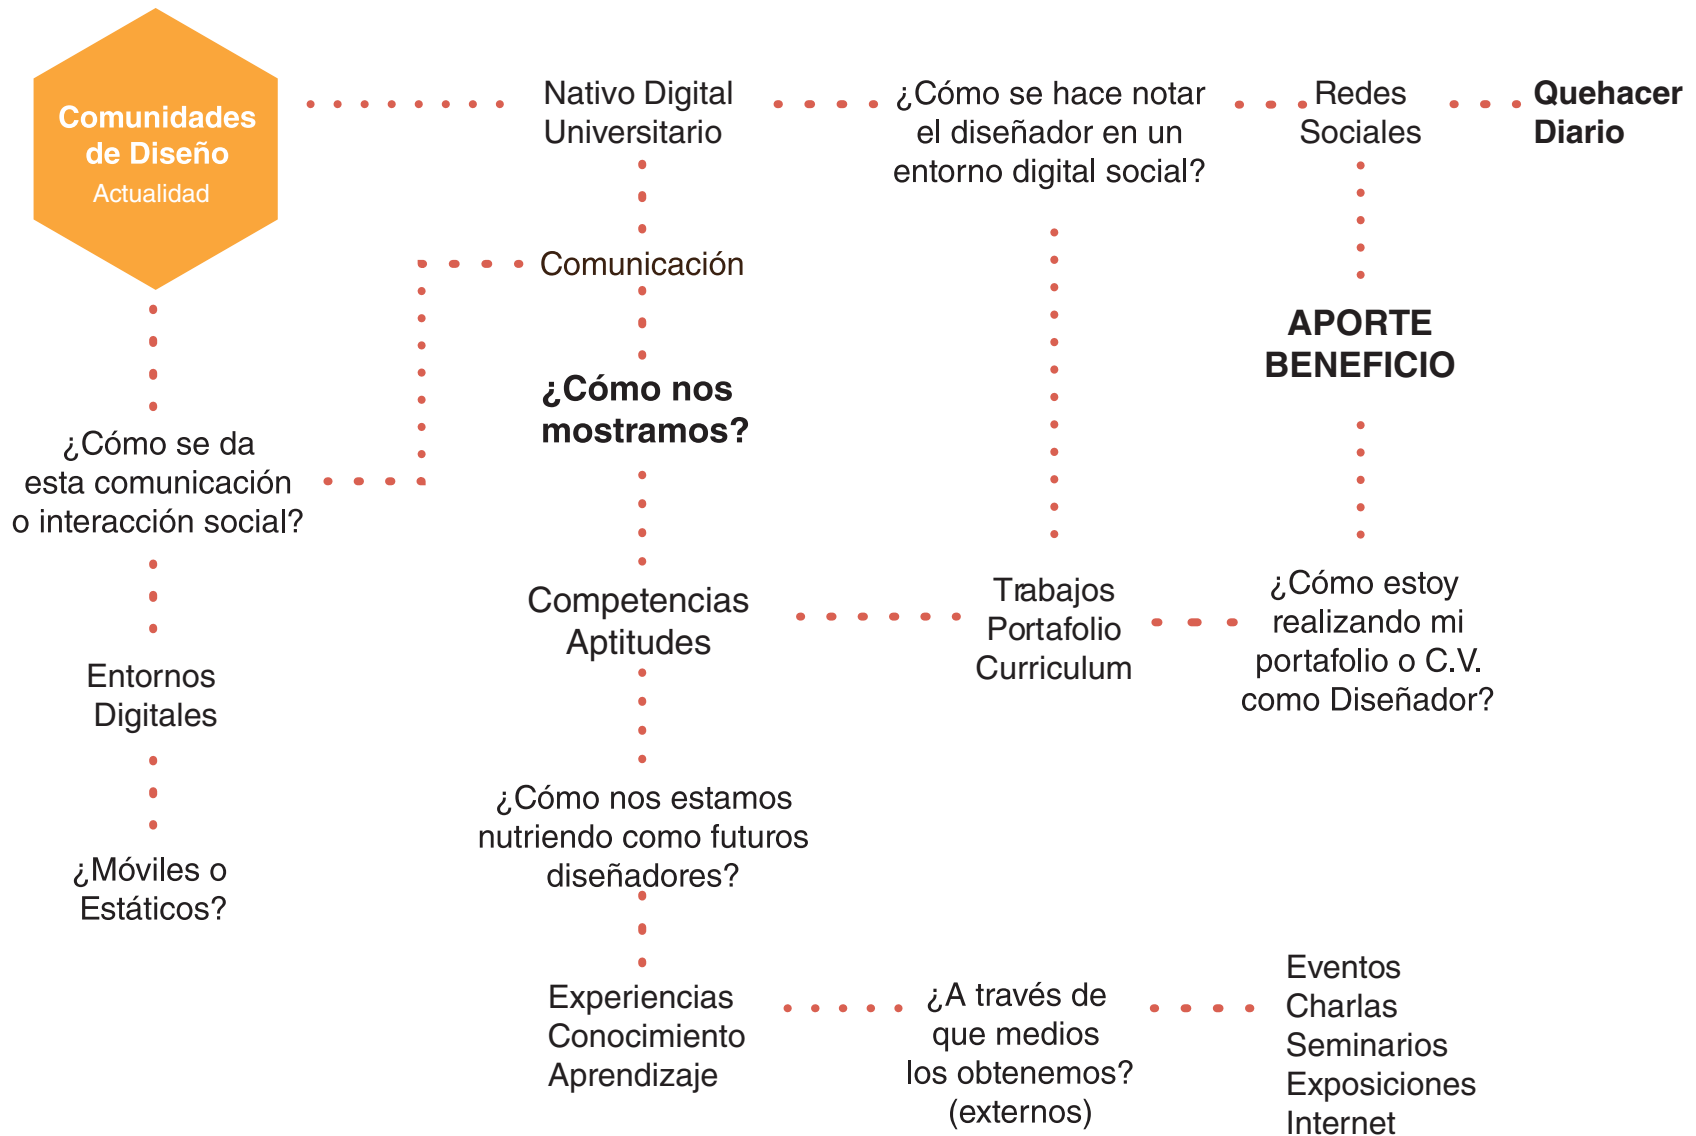 Comunidades
de Diseño
Actualidad
Nativo Digital
Universitario
¿Cómo se hace notar
el diseñador en un
entorno digital social?
Redes
Sociales
Quehacer
Diario
Comunicación
¿Cómo nos
mostramos?
APORTE
BENEFICIO
¿Cómo se da
esta comunicación
o interacción social?
Competencias
Aptitudes
Trabajos
Portafolio
Curriculum
¿Cómo estoy
realizando mi
portafolio o C.V.
como Diseñador?
Entornos
Digitales
¿Cómo nos estamos
nutriendo como futuros
diseñadores?
¿Móviles o
Estáticos?
Experiencias
Conocimiento
Aprendizaje
¿A través de
que medios
los obtenemos?
(externos)
Eventos
Charlas
Seminarios
Exposiciones
Internet